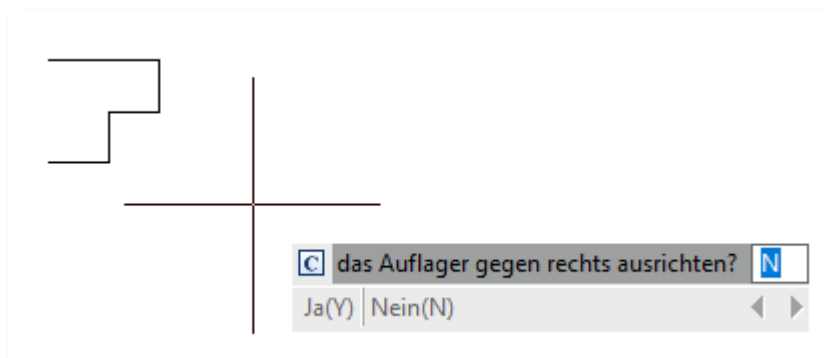 C das Auflager gegen rechts ausrichten? N
Ja(Y) Nein(N)